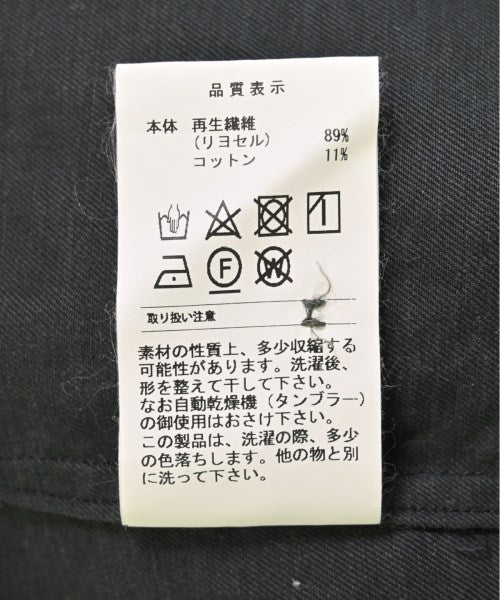 品質表示
本体 再生繊維
(リヨセル) 89%
コットン 11%
F W
取り扱い注意
素材の性質上、多少収縮する
可能性があります。洗濯後、
形を整えて干して下さい。
なお自動乾燥機(タンブラー)
の御使用はおさけ下さい。
この製品は、洗濯の際、多少
の色落ちします。他の物と別
に洗って下さい。